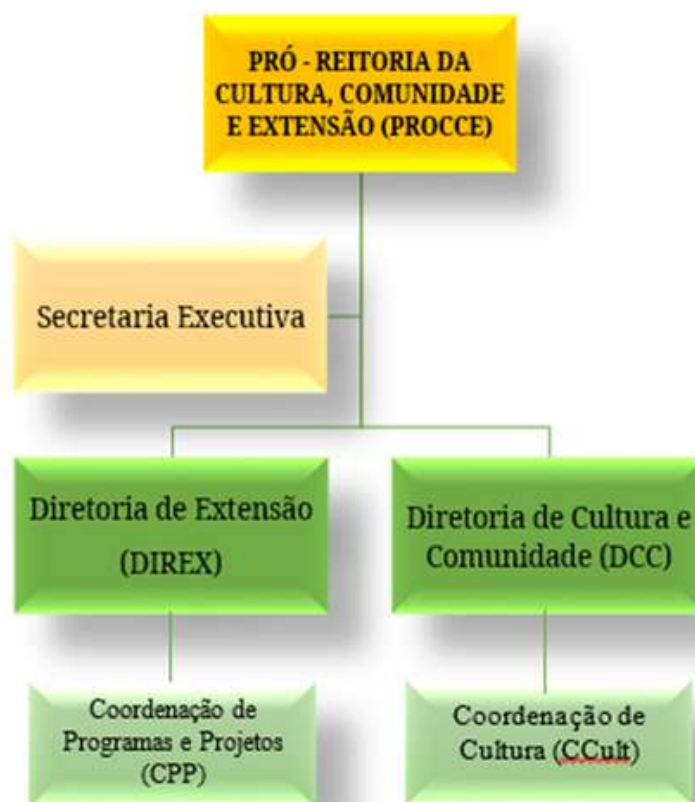 PRÓ - REITORIA DA
CULTURA, COMUNIDADE
E EXTENSÃO (PROCCE)
Secretaria Executiva
Diretoria de Extensão
(DIREX)
Diretoria de Cultura e
Comunidade (DCC)
Coordenação de
Programas e Projetos
(CPP)
Coordenação de
Cultura (CCult)